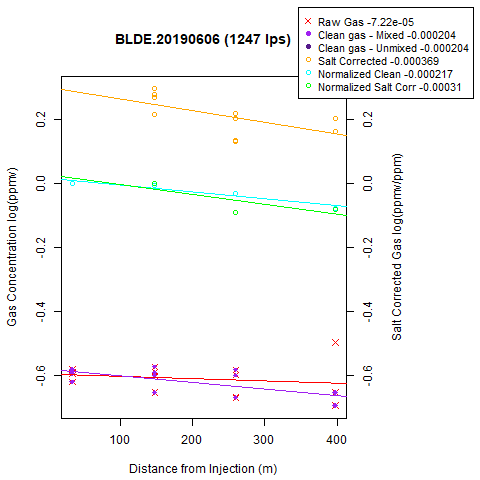 BLDE.20190606 (1247 lps)
Raw Gas -7.22e-05
Clean gas - Mixed -0.000204
Clean gas - Unmixed -0.000204
Salt Corrected -0.000369
Normalized Clean -0.000217
Normalized Salt Corr -0.00031
Gas Concentration log(ppmv)
0.2
0.0
-0.2
-0.4
-0.6
0.2
0.0
-0.2
-0.4
-0.6
Salt Corrected Gas log(ppmv/ppm)
100 200 300 400
Distance from Injection (m)